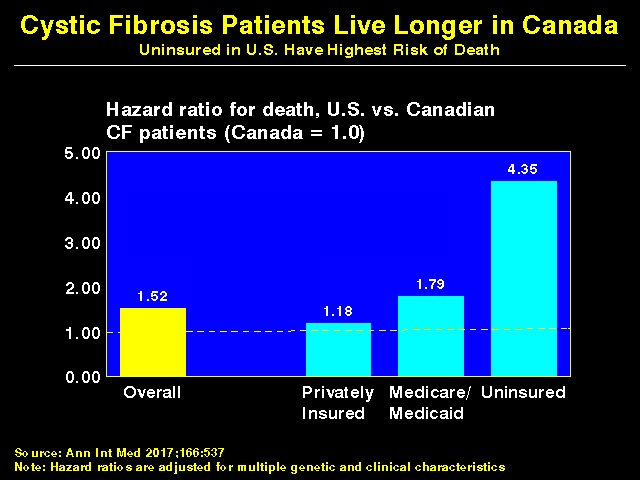 Cystic Fibrosis Patients Live Longer in Canada
Uninsured in U.S. Have Highest Risk of Death
Hazard ratio for death, U.S. vs. Canadian
CF patients (Canada = 1.0)
5.00
4.00
3.00
2.00
1.00
0.00
1.52
1.18
1.79
4.35
Overall
Privately
Insured
Medicare/
Medicaid
Uninsured
Source: Ann Int Med 2017;166:537
Note: Hazard ratios are adjusted for multiple genetic and clinical characteristics